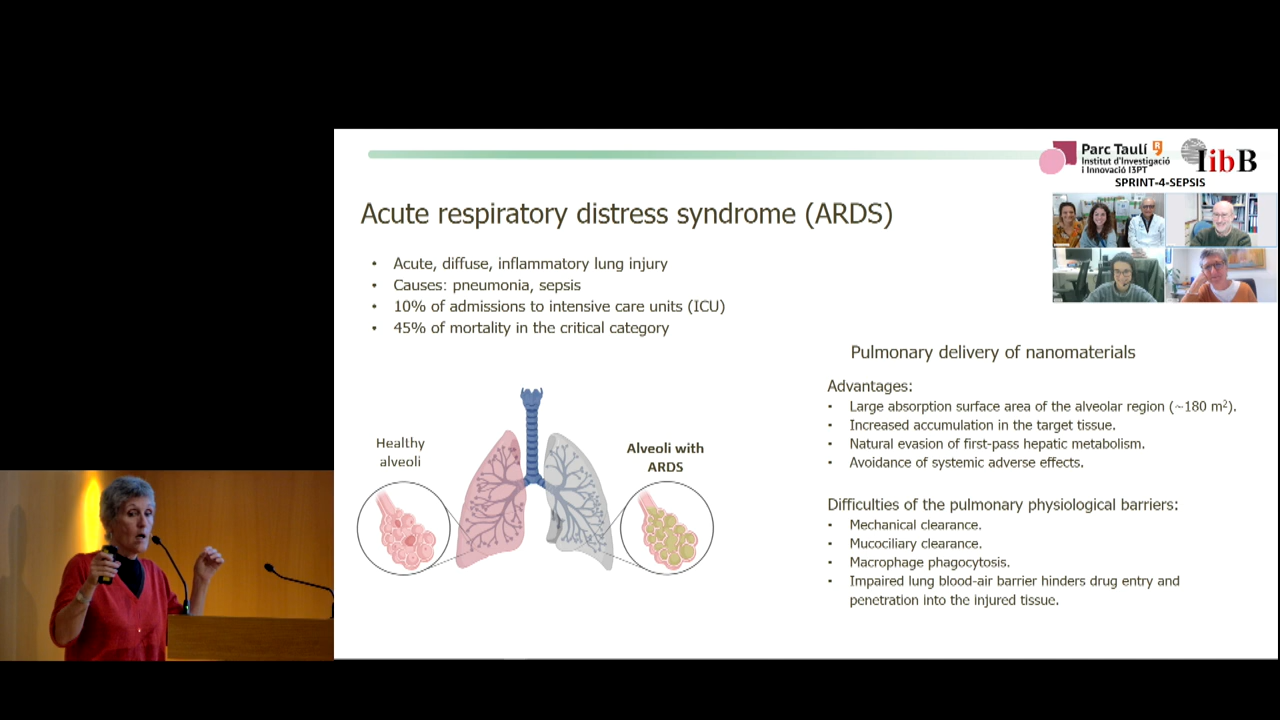 Parc Taulí
Institut d'Investigació
i Innovació I3PT
IibB
SPRINT-4-SEPSIS
Acute respiratory distress syndrome (ARDS)
• Acute, diffuse, inflammatory lung injury
• Causes: pneumonia, sepsis
• 10% of admissions to intensive care units (ICU)
• 45% of mortality in the critical category
Healthy
alveoli
Alveoli with
ARDS
Pulmonary delivery of nanomaterials
Advantages:
• Large absorption surface area of the alveolar region (~180 m²).
• Increased accumulation in the target tissue.
• Natural evasion of first-pass hepatic metabolism.
• Avoidance of systemic adverse effects.
Difficulties of the pulmonary physiological barriers:
• Mechanical clearance.
• Mucociliary clearance.
• Macrophage phagocytosis.
• Impaired lung blood-air barrier hinders drug entry and
penetration into the injured tissue.